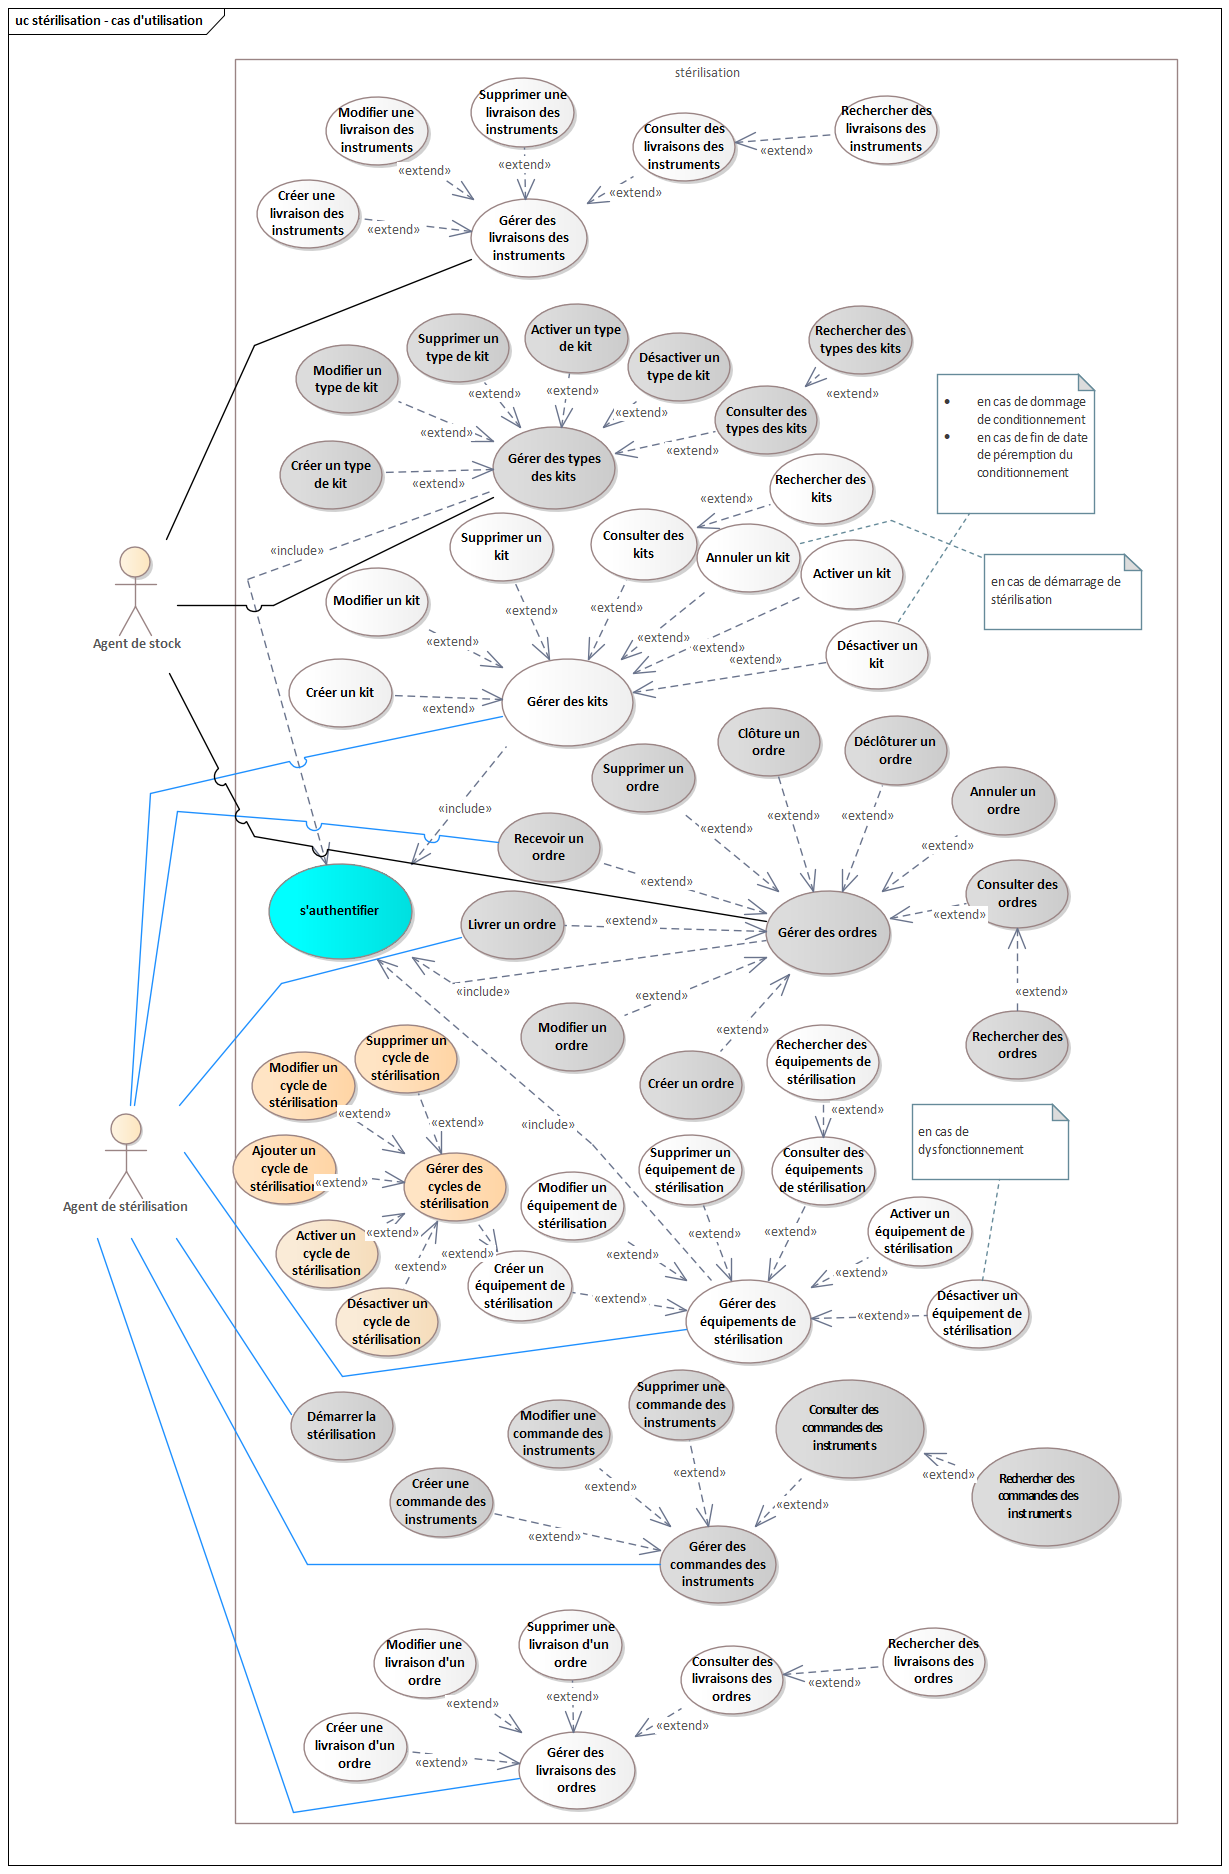 uc stérilisation - cas d'utilisation
stérilisation
Supprimer une
livraison des
instruments
Modifier une
livraison des
instruments
Rechercher des
livraisons des
instruments
Consulter des
livraisons des
instruments
«extend»
«extend»
«extend»
«extend»
Créer une
livraison des
instruments
«extend»
Gérer des
livraisons des
instruments
Activer un type
de kit
Rechercher des
types des kits
Supprimer un
type de kit
Désactiver un
type de kit
Modifier un
type de kit
«extend»
«extend»
«extend»
«extend»
Consulter des
types des kits
«extend»
«extend»
Créer un type
de kit
«extend»
Gérer des types
des kits
Rechercher des
kits
• en cas de dommage
de conditionnement
• en cas de fin de date
de péremption du
conditionnement
«extend»
«include»
Supprimer un
kit
Consulter des
kits
Annuler un kit
Activer un kit
en cas de démarrage de
stérilisation
Modifier un kit
«extend»
«extend»
«extend»
«extend»
«extend»
«extend»
Désactiver un
kit
Agent de stock
Créer un kit
«extend»
Gérer des kits
Clôture un
ordre
Déclôturer un
ordre
Supprimer un
ordre
Annuler un
ordre
«include»
«extend»
«extend»
«extend»
«extend»
Recevoir un
ordre
«extend»
Consulter des
ordres
«extend»
s'authentifier
Livrer un ordre
«extend»
Gérer des ordres
«include»
«extend»
«extend»
«extend»
Modifier un
ordre
Créer un ordre
Rechercher des
ordres
Rechercher des
équipements de
stérilisation
Supprimer un
cycle de
stérilisation
Modifier un
cycle de
stérilisation
«extend»
«extend»
«include»
«extend»
en cas de
dysfonctionnement
Ajouter un
cycle de
stérilisation
«extend»
Gérer des
cycles de
stérilisation
Supprimer un
équipement de
stérilisation
Consulter des
équipements
de stérilisation
Modifier un
équipement de
stérilisation
Agent de stérilisation
Activer un
cycle de
stérilisation
«extend»
«extend»
«extend»
«extend»
«extend»
«extend»
Activer un
équipement de
stérilisation
«extend»
Créer un
équipement de
stérilisation
«extend»
Désactiver un
cycle de
stérilisation
Gérer des
équipements de
stérilisation
«extend»
Désactiver un
équipement de
stérilisation
Démarrer la
stérilisation
Supprimer une
commande des
instruments
Modifier une
commande des
instruments
Consulter des
commandes des
instruments
Rechercher des
commandes des
instruments
«extend»
«extend»
«extend»
«extend»
Créer une
commande des
instruments
«extend»
Gérer des
commandes des
instruments
Supprimer une
livraison d'un
ordre
Modifier une
livraison d'un
ordre
Rechercher des
livraisons des
ordres
Consulter des
livraisons des
ordres
«extend»
«extend»
«extend»
«extend»
Créer une
livraison d'un
ordre
«extend»
Gérer des
livraisons des
ordres